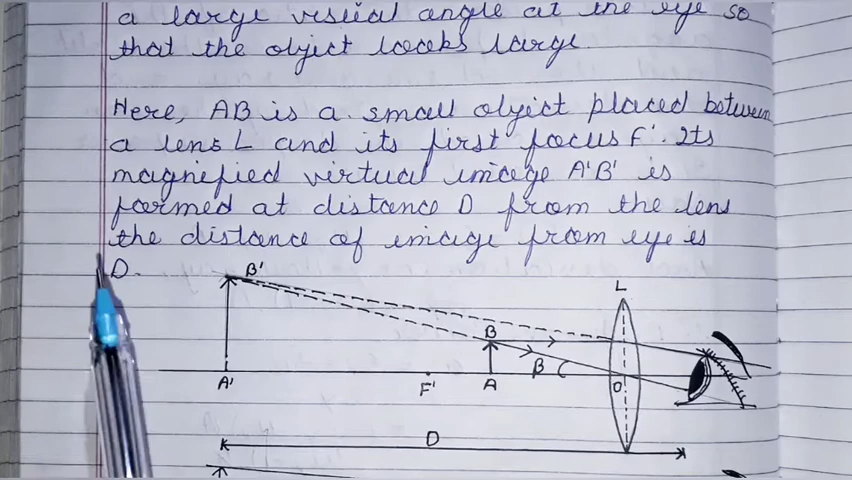 a large visual angle at the eye so
that the object looks large.
Here, AB is a small object placed between
a lens L and its first focus F'. Its
magnified virtual image A'B' is
formed at distance D from the lens
the distance of image from eye is
D.
B'
L
B
β
A'
F'
A
O
D